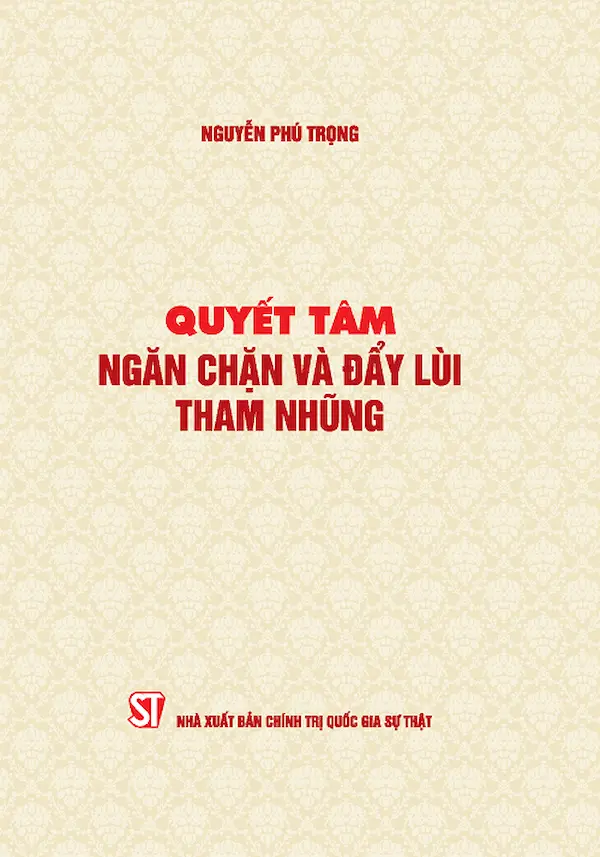 NGUYỄN PHÚ TRỌNG
QUYẾT TÂM
NGĂN CHẶN VÀ ĐẨY LÙI
THAM NHŨNG
ST NHÀ XUẤT BẢN CHÍNH TRỊ QUỐC GIA SỰ THẬT